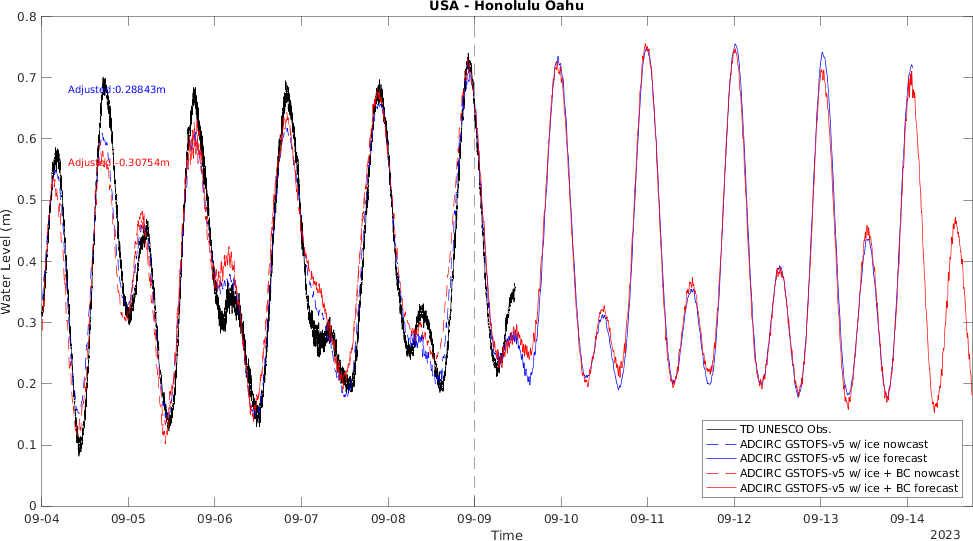 USA - Honolulu Oahu
0.8
0.7
0.6
0.5
0.4
0.3
0.2
0.1
0
Water Level (m)
Adjusted:0.28843m
Adjusted:-0.30754m
TD UNESCO Obs.
ADCIRC GSTOFS-v5 w/ ice nowcast
ADCIRC GSTOFS-v5 w/ ice forecast
ADCIRC GSTOFS-v5 w/ ice + BC nowcast
ADCIRC GSTOFS-v5 w/ ice + BC forecast
09-04 09-05 09-06 09-07 09-08 09-09 09-10 09-11 09-12 09-13 09-14
Time
2023